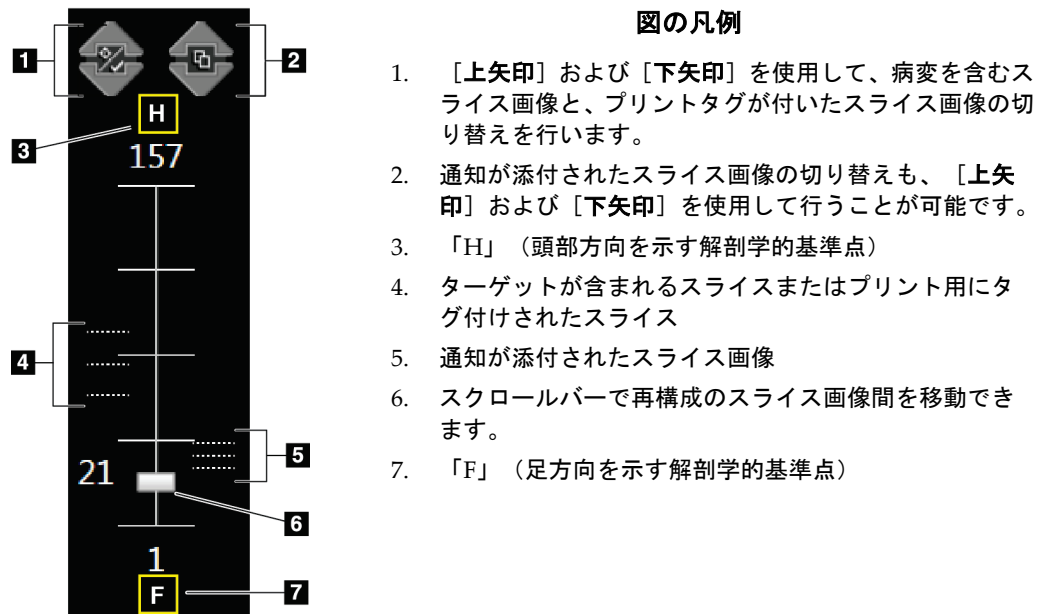 1
2
H
3
157
4
21
5
6
1
F
7
図の凡例
1. ［上矢印］および［下矢印］を使用して、病変を含むス
ライス画像と、プリントタグが付いたスライス画像の切
り替えを行います。
2. 通知が添付されたスライス画像の切り替えも、［上矢
印］および［下矢印］を使用して行うことが可能です。
3. 「H」（頭部方向を示す解剖学的基準点）
4. ターゲットが含まれるスライスまたはプリント用にタ
グ付けされたスライス
5. 通知が添付されたスライス画像
6. スクロールバーで再構成のスライス画像間を移動でき
ます。
7. 「F」（足方向を示す解剖学的基準点）